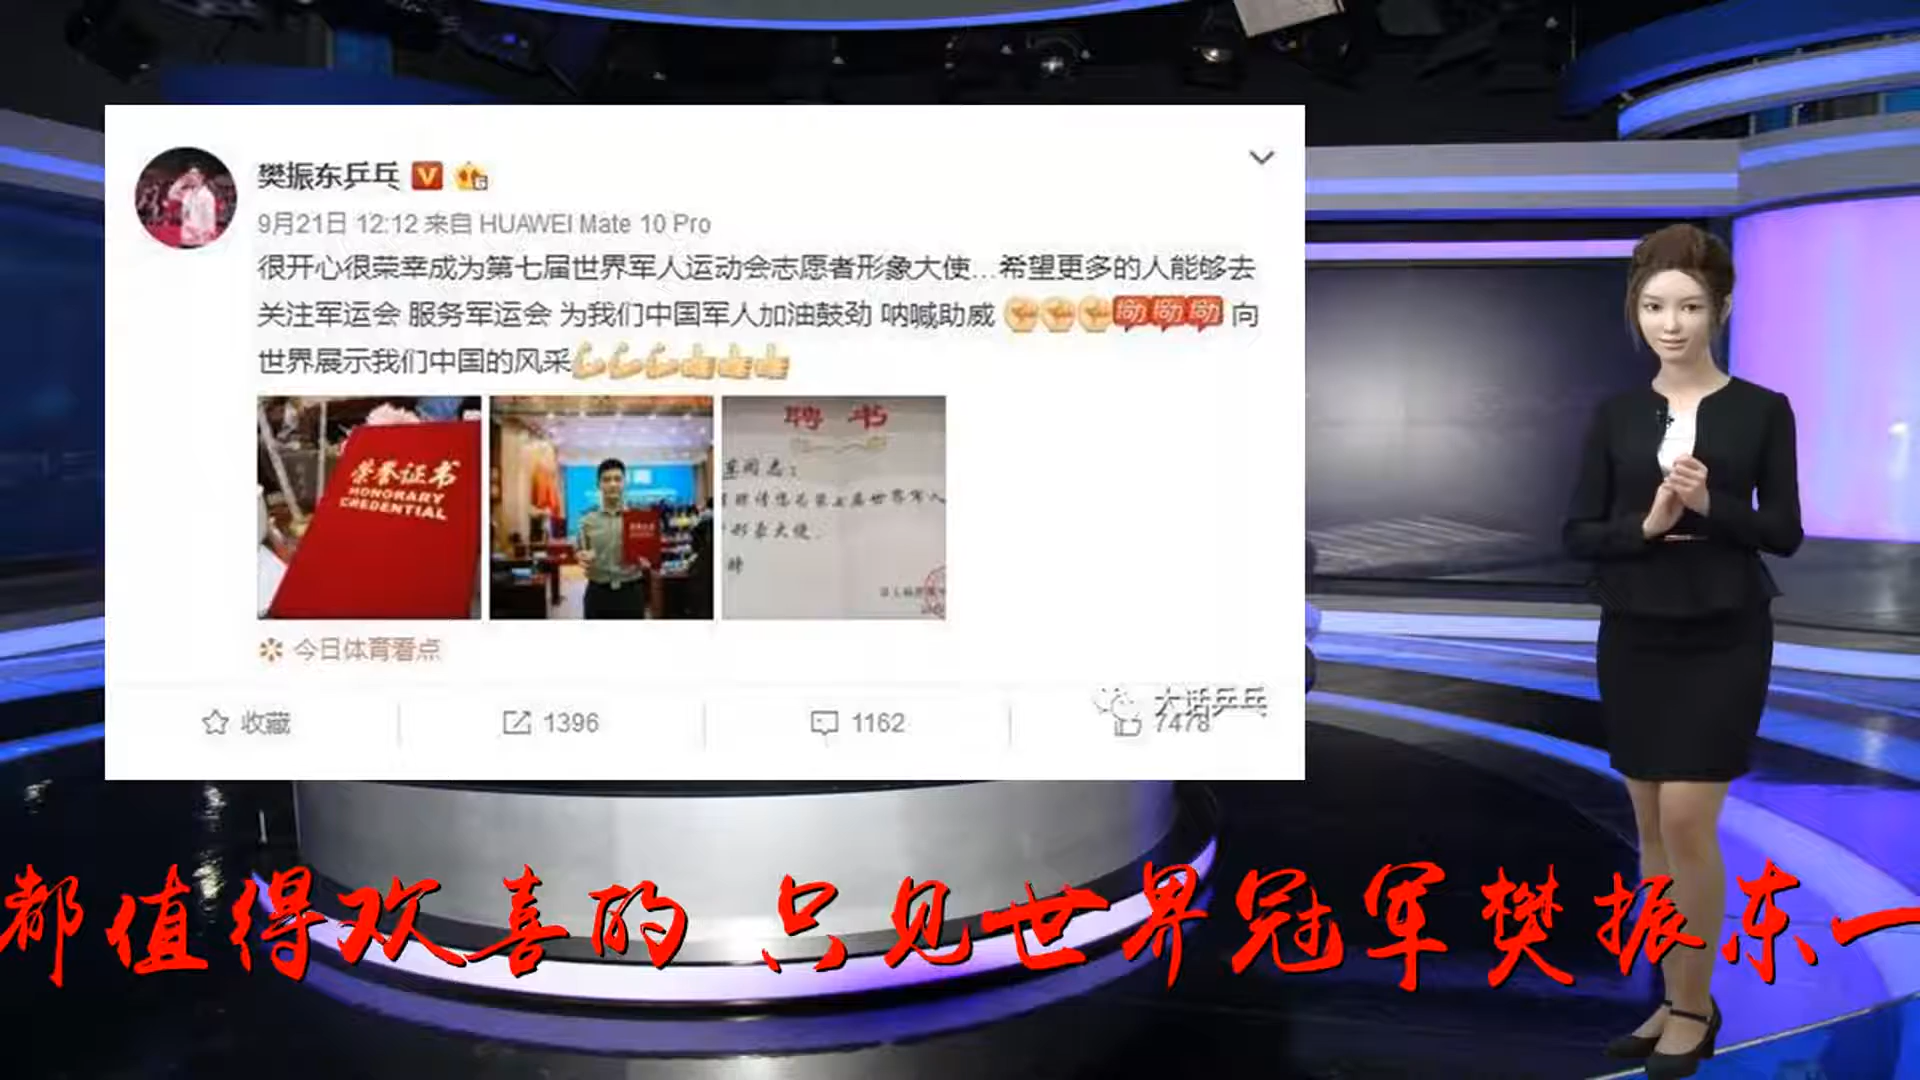 樊振东乒乓
9月21日 12:12 来自 HUAWEI Mate 10 Pro
很开心很荣幸成为第七届世界军人运动会志愿者形象大使...希望更多的人能够去
关注军运会 服务军运会 为我们中国军人加油鼓劲 呐喊助威 向
世界展示我们中国的风采
荣誉证书
HONORARY
CREDENTIAL
聘书
同志：
形象大使.
今日体育看点
收藏
1396
1162
大话乒乓
7478
都值得欢喜的 只见世界冠军樊振东一